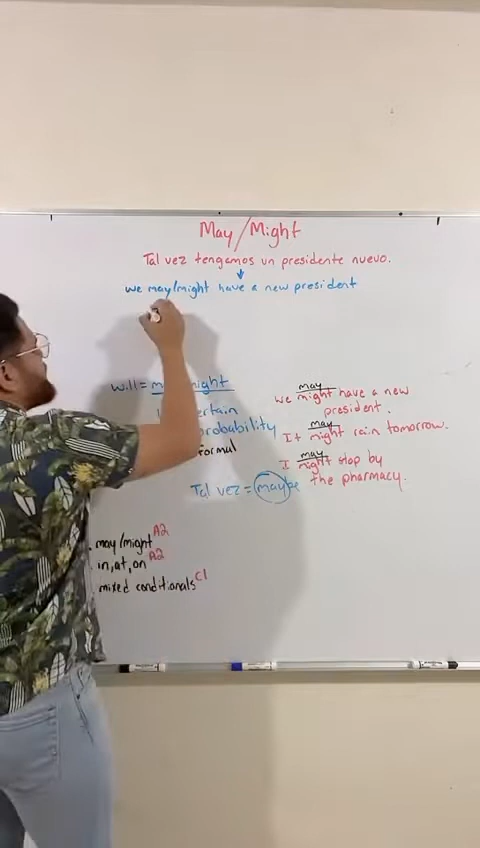 May/Might
Tal vez tengamos un presidente nuevo.
↓
we may/might have a new president
will = might
certain
probability
formal
Tal vez = maybe
may
we might have a new
president.
may
It might rain tomorrow.
may
I might stop by
the pharmacy.
may/might A2
in, at, on A2
mixed conditionals C1